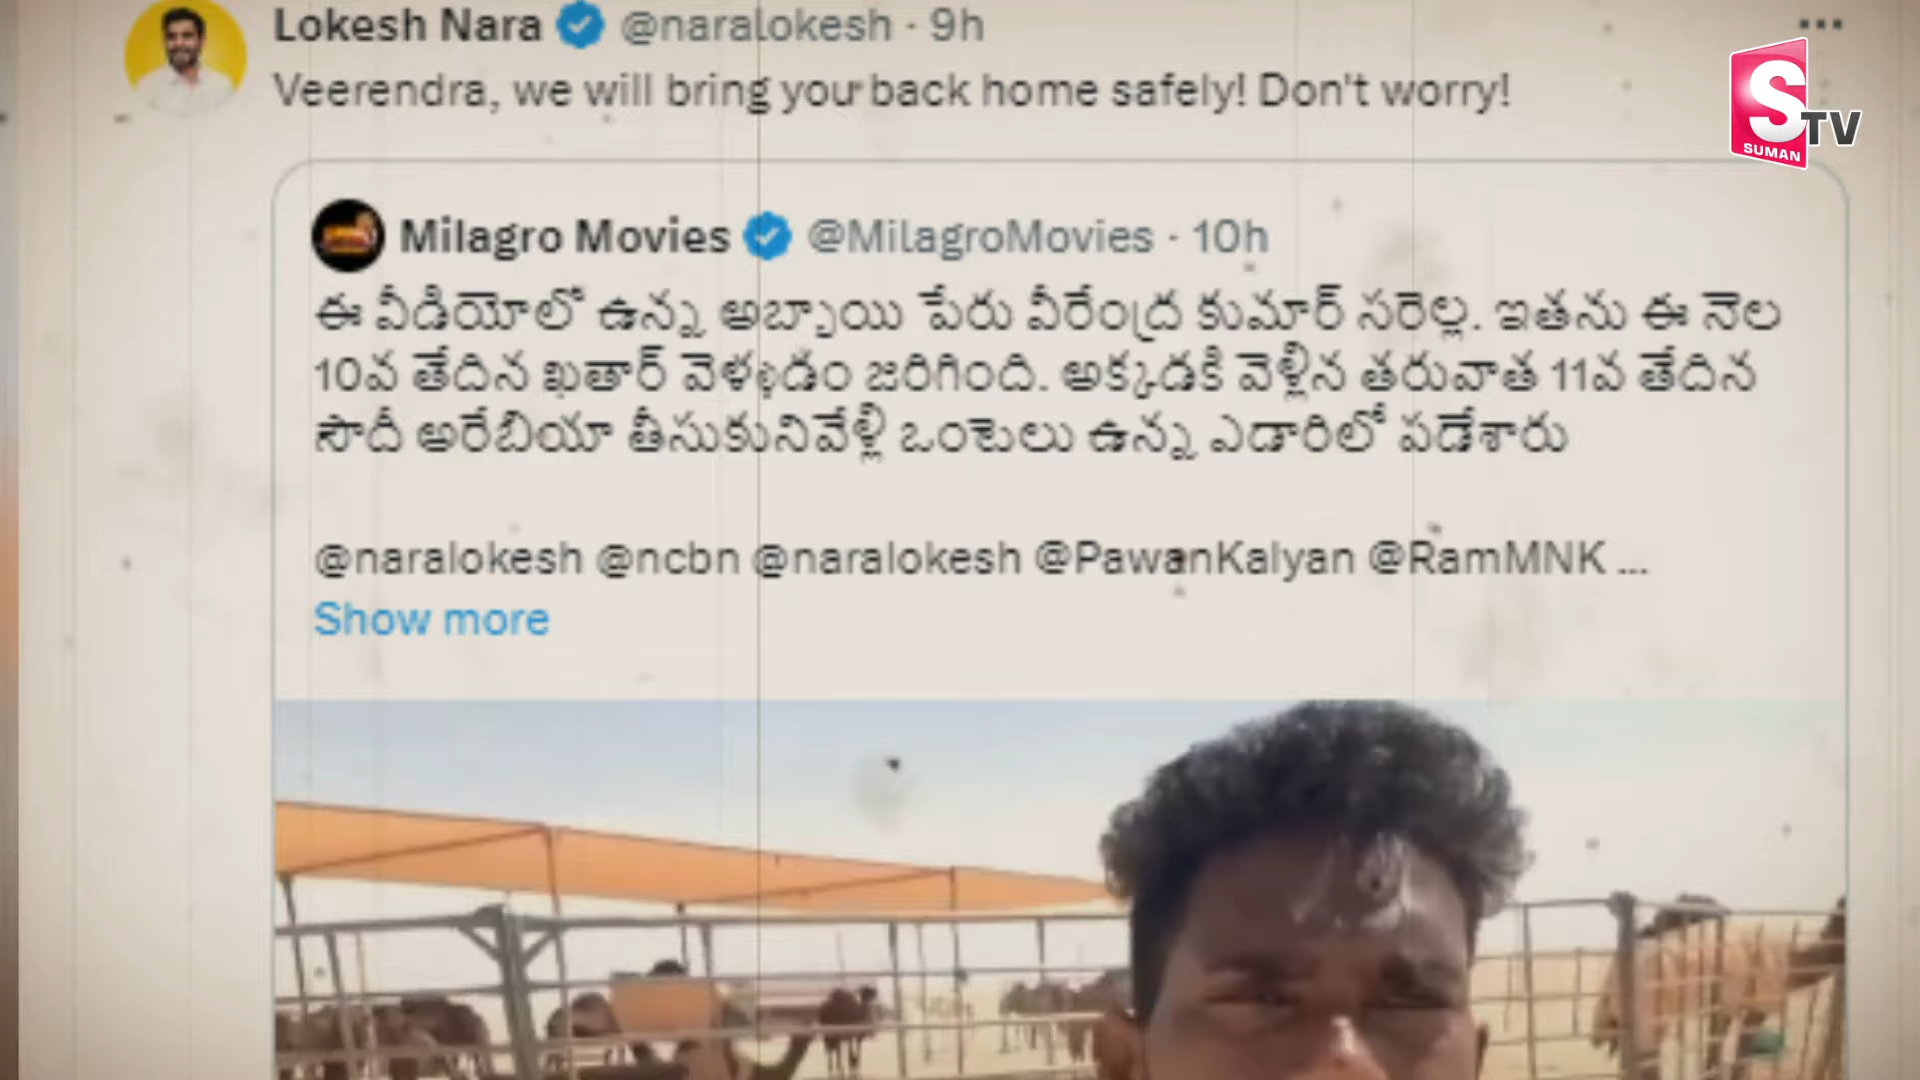 Lokesh Nara @naralokesh · 9h
Veerendra, we will bring you back home safely! Don't worry!
S TV
SUMAN
Milagro Movies @MilagroMovies · 10h
ఈ వీడియోలో ఉన్న అబ్బాయి పేరు వీరేంద్ర కుమార్ సరెల్ల. ఇతను ఈ నెల
10వ తేదిన ఖతార్ వెళ్ళడం జరిగింది. అక్కడకి వెళ్లిన తరువాత 11వ తేదిన
సౌదీ అరేబియా తీసుకునివేళ్లి ఒంటెలు ఉన్న ఎడారిలో పడేశారు
@naralokesh @ncbn @naralokesh @PawanKalyan @RamMNK ...
Show more